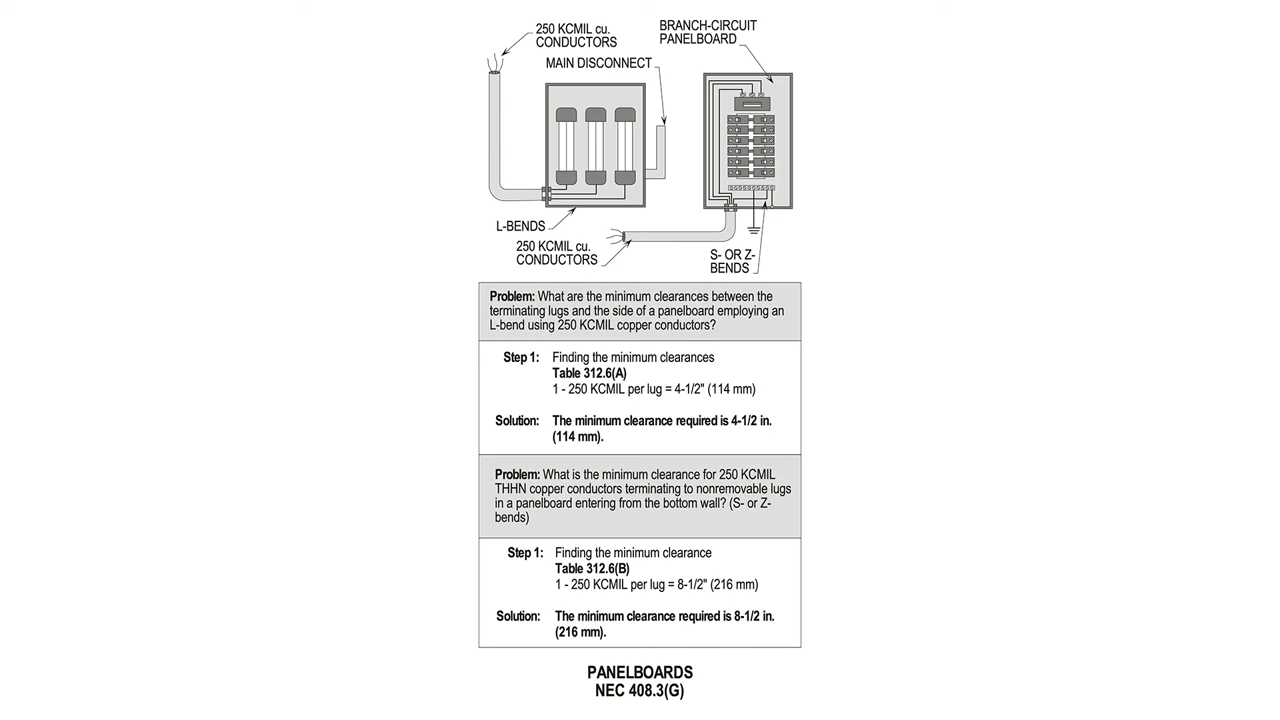 250 KCMIL cu.
CONDUCTORS
MAIN DISCONNECT
BRANCH-CIRCUIT
PANELBOARD
L-BENDS
250 KCMIL cu.
CONDUCTORS
S- OR Z-
BENDS
Problem: What are the minimum clearances between the
terminating lugs and the side of a panelboard employing an
L-bend using 250 KCMIL copper conductors?
Step 1: Finding the minimum clearances
Table 312.6(A)
1 - 250 KCMIL per lug = 4-1/2" (114 mm)
Solution: The minimum clearance required is 4-1/2 in.
(114 mm).
Problem: What is the minimum clearance for 250 KCMIL
THHN copper conductors terminating to nonremovable lugs
in a panelboard entering from the bottom wall? (S- or Z-
bends)
Step 1: Finding the minimum clearance
Table 312.6(B)
1 - 250 KCMIL per lug = 8-1/2" (216 mm)
Solution: The minimum clearance required is 8-1/2 in.
(216 mm).
PANELBOARDS
NEC 408.3(G)